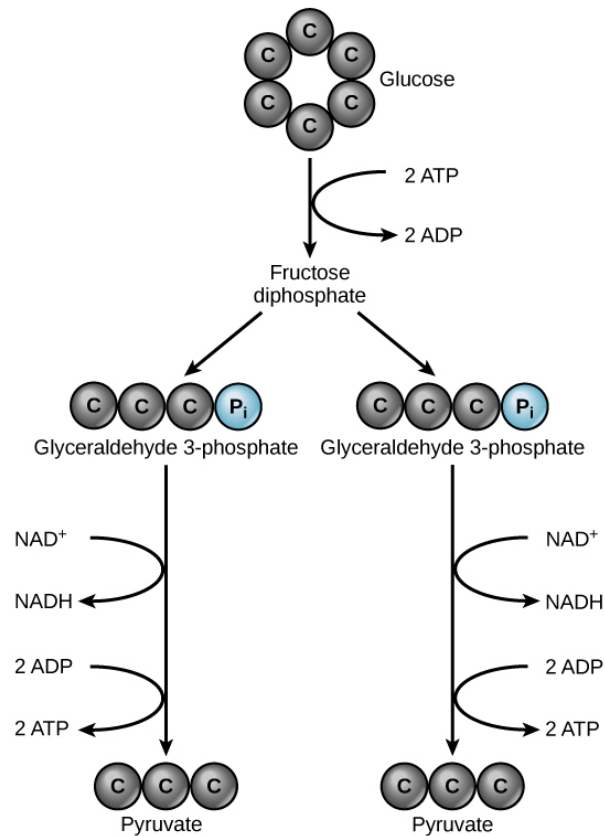 C
C C
Glucose
C C
C
2 ATP
2 ADP
Fructose
diphosphate
C C C Pi
C C C Pi
Glyceraldehyde 3-phosphate
Glyceraldehyde 3-phosphate
NAD+
NAD+
NADH
NADH
2 ADP
2 ADP
2 ATP
2 ATP
C C C
C C C
Pyruvate
Pyruvate